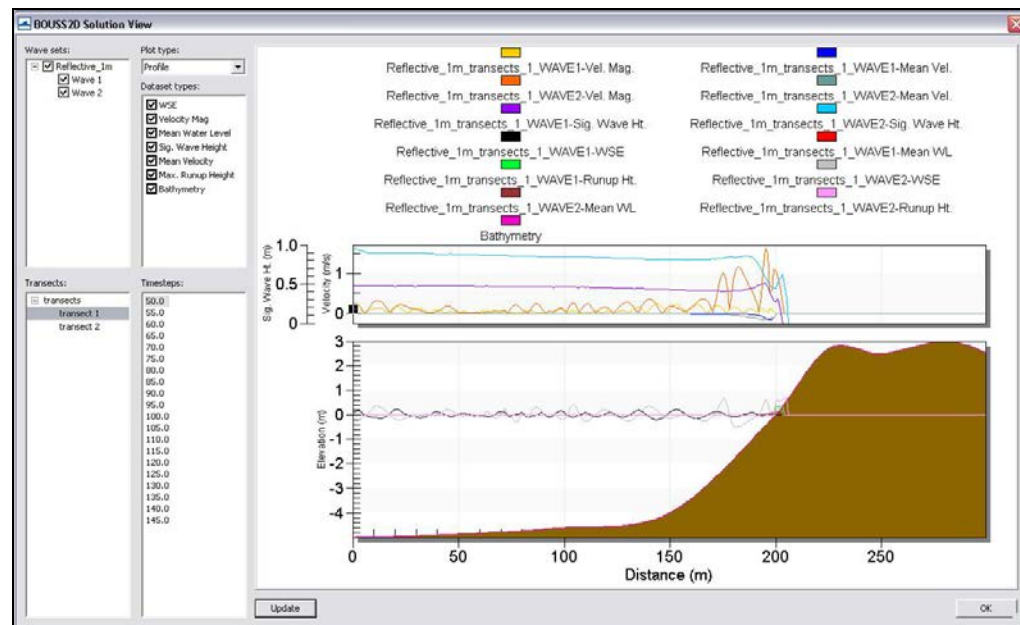 BOUSS2D Solution View
Wave sets:
Reflective_1m
Wave 1
Wave 2
Plot type:
Profile
Dataset types:
WSE
Velocity Mag
Mean Water Level
Sig. Wave Height
Mean Velocity
Max. Runup Height
Bathymetry
Transects:
transects
transect 1
transect 2
Timesteps:
50.0
55.0
60.0
65.0
70.0
75.0
80.0
85.0
90.0
95.0
100.0
105.0
110.0
115.0
120.0
125.0
130.0
135.0
140.0
145.0
Reflective_1m_transects_1_WAVE1-Vel. Mag. Reflective_1m_transects_1_WAVE1-Mean Vel.
Reflective_1m_transects_1_WAVE2-Vel. Mag. Reflective_1m_transects_1_WAVE2-Mean Vel.
Reflective_1m_transects_1_WAVE1-Sig. Wave Ht. Reflective_1m_transects_1_WAVE2-Sig. Wave Ht.
Reflective_1m_transects_1_WAVE1-WSE Reflective_1m_transects_1_WAVE1-Mean WL
Reflective_1m_transects_1_WAVE1-Runup Ht. Reflective_1m_transects_1_WAVE2-WSE
Reflective_1m_transects_1_WAVE2-Mean WL Reflective_1m_transects_1_WAVE2-Runup Ht.
Bathymetry
Sig. Wave Ht. (m)
1.0
0.5
0
Velocity (m/s)
1
0
Elevation (m)
3
2
1
0
-1
-2
-3
-4
0 50 100 150 200 250
Distance (m)
Update
OK